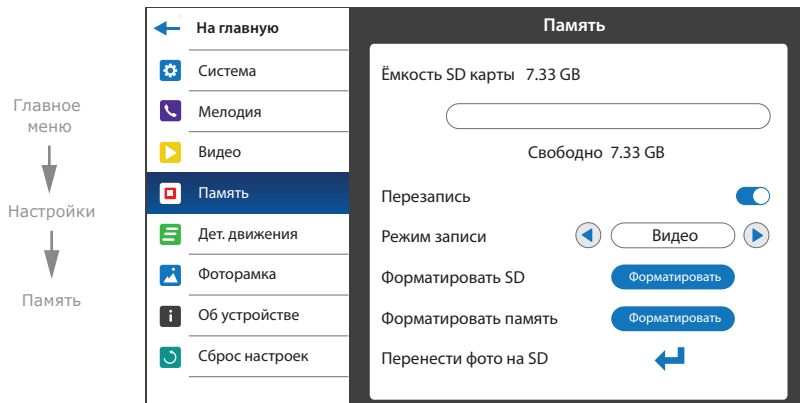 Главное
меню
Настройки
Память
На главную
Система
Мелодия
Видео
Память
Дет. движения
Фоторамка
Об устройстве
Сброс настроек
Память
Ёмкость SD карты 7.33 GB
Свободно 7.33 GB
Перезапись
Режим записи Видео
Форматировать SD Форматировать
Форматировать память Форматировать
Перенести фото на SD